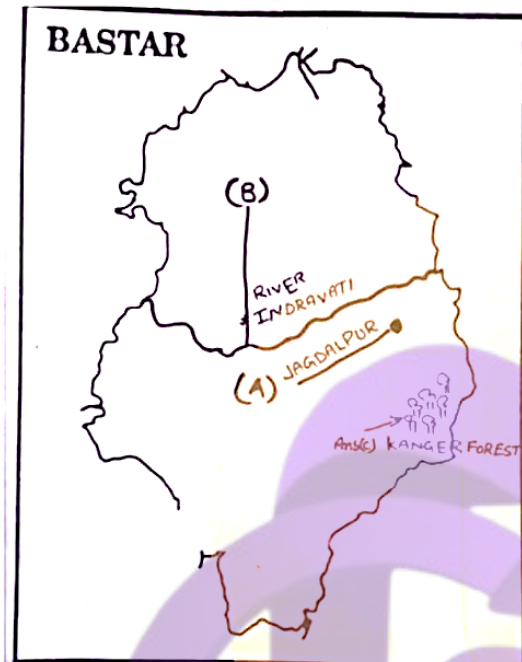 BASTAR
(B)
RIVER
INDRAVATI
(A) JAGDALPUR
Ans(c) KANGER FOREST